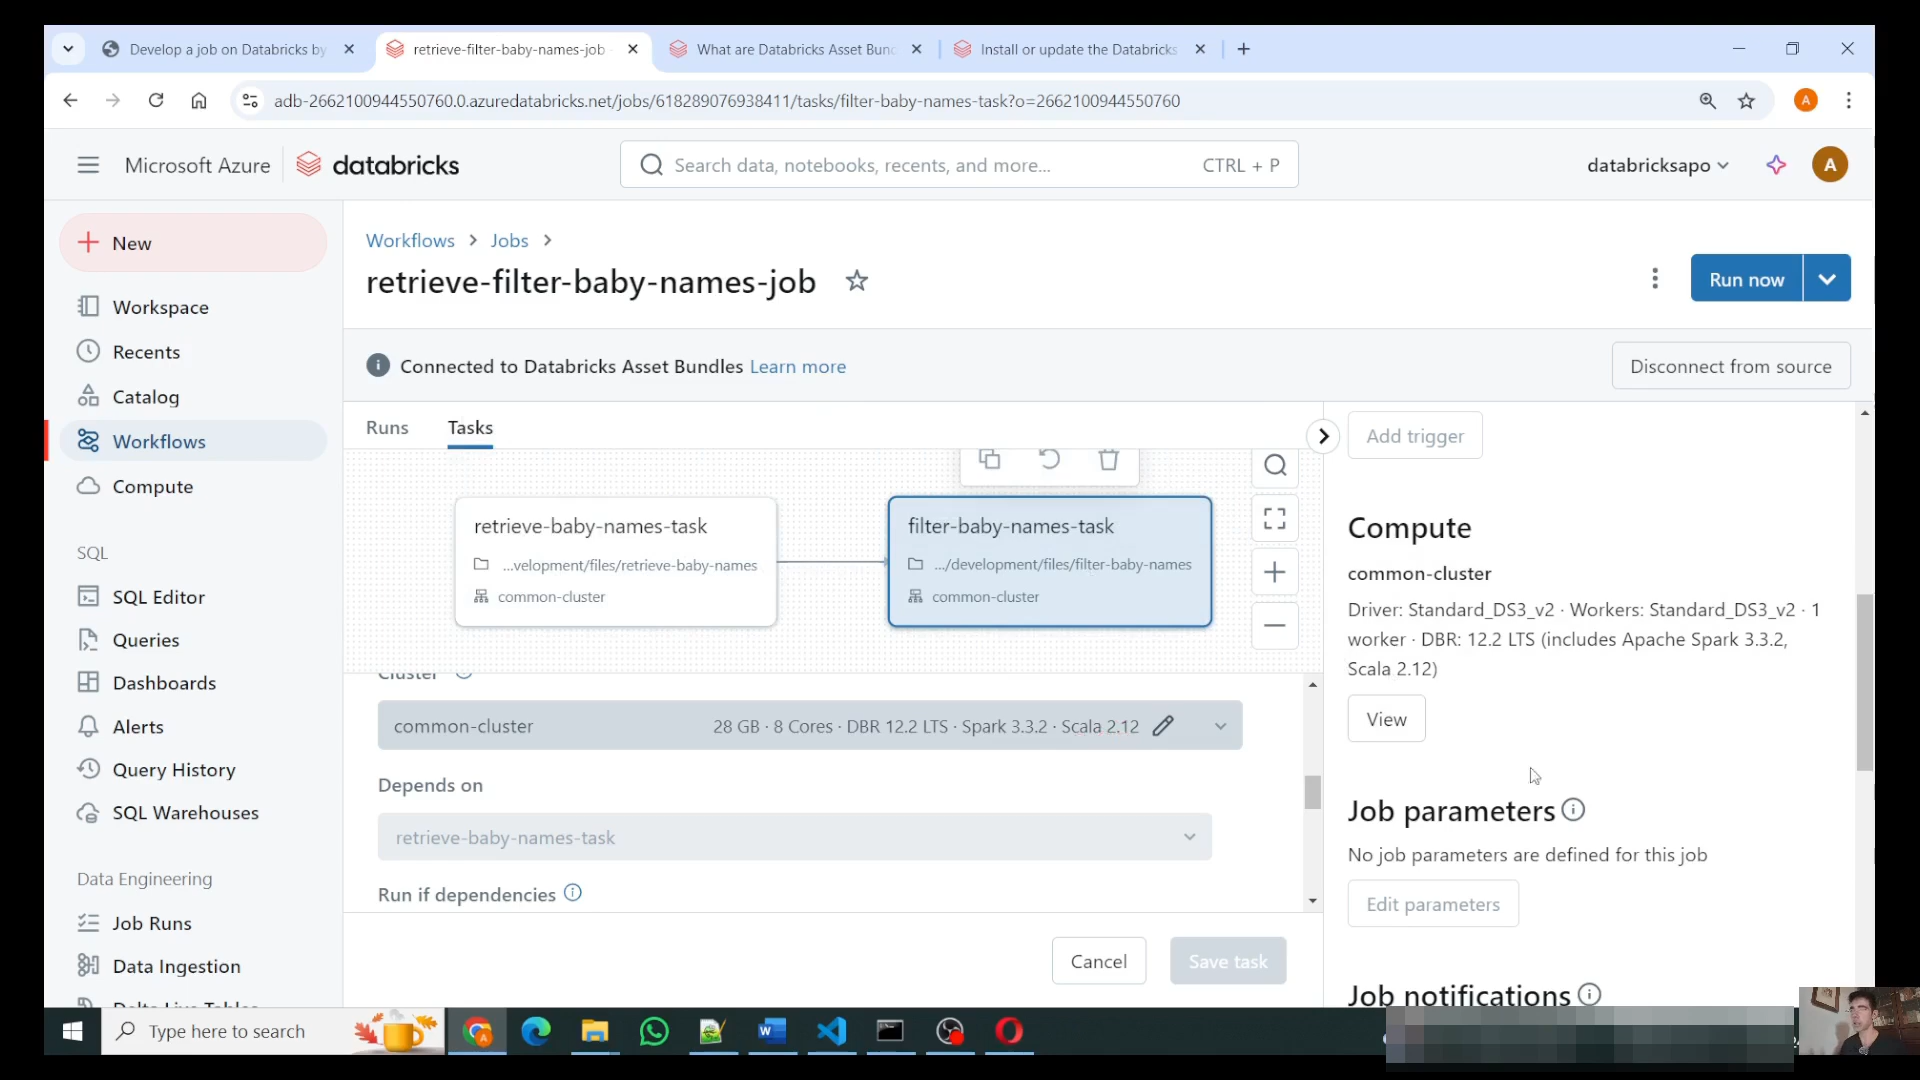 Develop a job on Databricks by
retrieve-filter-baby-names-job
What are Databricks Asset Bun
Install or update the Databricks
adb-2662100944550760.0.azuredatabricks.net/jobs/618289076938411/tasks/filter-baby-names-task?o=2662100944550760
A
Microsoft Azure
databricks
Search data, notebooks, recents, and more...
CTRL + P
databricksapo
A
New
Workspace
Recents
Catalog
Workflows
Compute
SQL
SQL Editor
Queries
Dashboards
Alerts
Query History
SQL Warehouses
Data Engineering
Job Runs
Data Ingestion
Delta Live Tables
Workflows > Jobs >
retrieve-filter-baby-names-job
Run now
Connected to Databricks Asset Bundles Learn more
Disconnect from source
Runs
Tasks
retrieve-baby-names-task
...velopment/files/retrieve-baby-names
common-cluster
filter-baby-names-task
.../development/files/filter-baby-names
common-cluster
Cluster
common-cluster
28 GB · 8 Cores · DBR 12.2 LTS · Spark 3.3.2 · Scala 2.12
Depends on
retrieve-baby-names-task
Run if dependencies
Cancel
Save task
Add trigger
Compute
common-cluster
Driver: Standard_DS3_v2 · Workers: Standard_DS3_v2 · 1
worker · DBR: 12.2 LTS (includes Apache Spark 3.3.2,
Scala 2.12)
View
Job parameters
No job parameters are defined for this job
Edit parameters
Job notifications
Type here to search